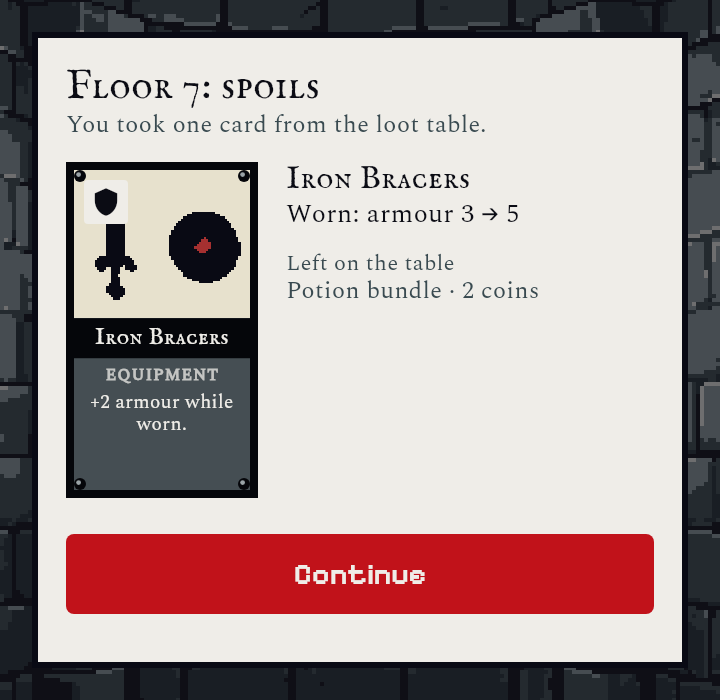 Floor 7: spoils
You took one card from the loot table.
Iron Bracers
EQUIPMENT
+2 armour while
worn.
Iron Bracers
Worn: armour 3 → 5
Left on the table
Potion bundle · 2 coins
Continue